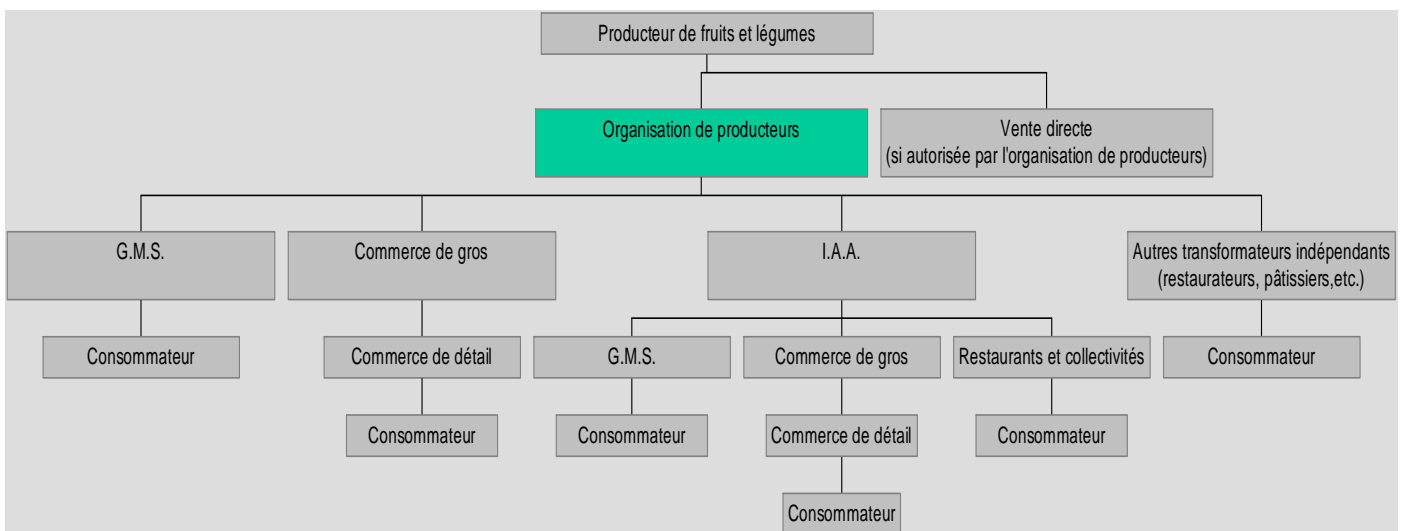 Producteur de fruits et légumes
Organisation de producteurs
Vente directe
(si autorisée par l'organisation de producteurs)
G.M.S.
Commerce de gros
I.A.A.
Autres transformateurs indépendants
(restaurateurs, pâtissiers,etc.)
Consommateur
Commerce de détail
G.M.S.
Commerce de gros
Restaurants et collectivités
Consommateur
Consommateur
Consommateur
Commerce de détail
Consommateur
Consommateur